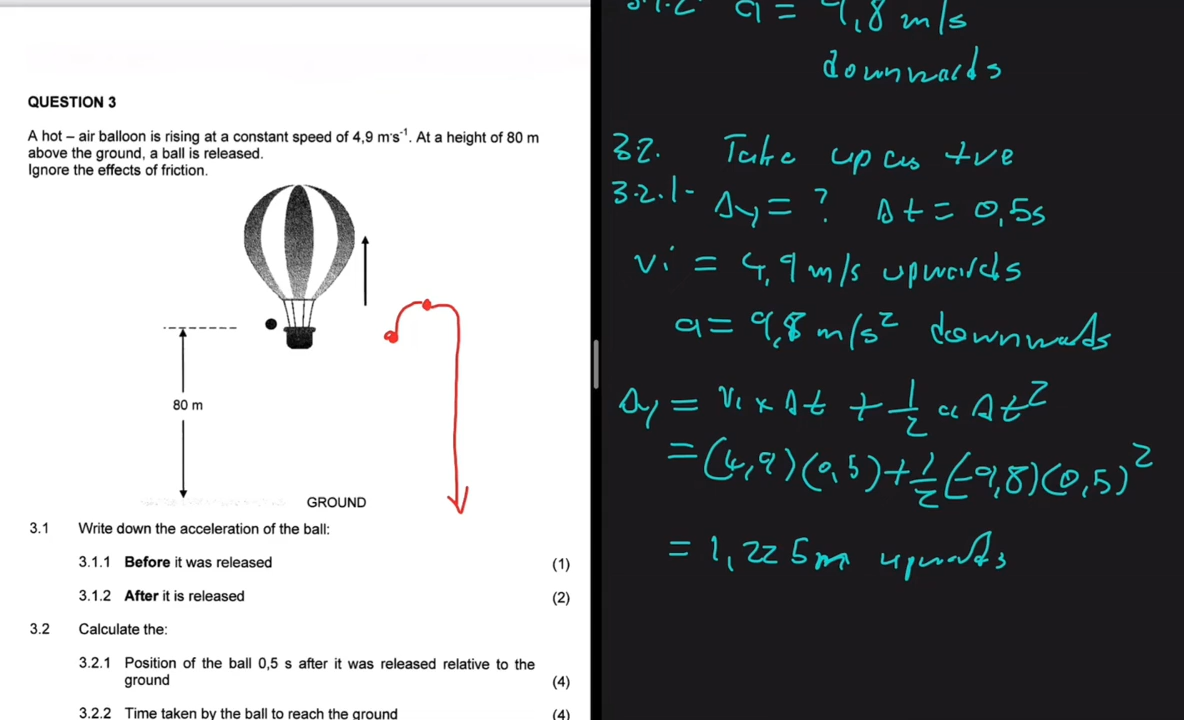 QUESTION 3
A hot – air balloon is rising at a constant speed of 4,9 m·s⁻¹. At a height of 80 m
above the ground, a ball is released.
Ignore the effects of friction.
80 m
GROUND
3.1 Write down the acceleration of the ball:
3.1.1 Before it was released (1)
3.1.2 After it is released (2)
3.2 Calculate the:
3.2.1 Position of the ball 0,5 s after it was released relative to the
ground (4)
3.2.2 Time taken by the ball to reach the ground (4)
3.1.2 a = 9,8 m/s
downwards
3.2. Take up as +ve
3.2.1- Δy = ? Δt = 0,5s
vi = 4,9 m/s upwards
a = 9,8 m/s² downwards
Δy = vi × Δt + 1/2 a Δt²
= (4,9)(0,5) + 1/2 (-9,8)(0,5)²
= 1,225m upwards